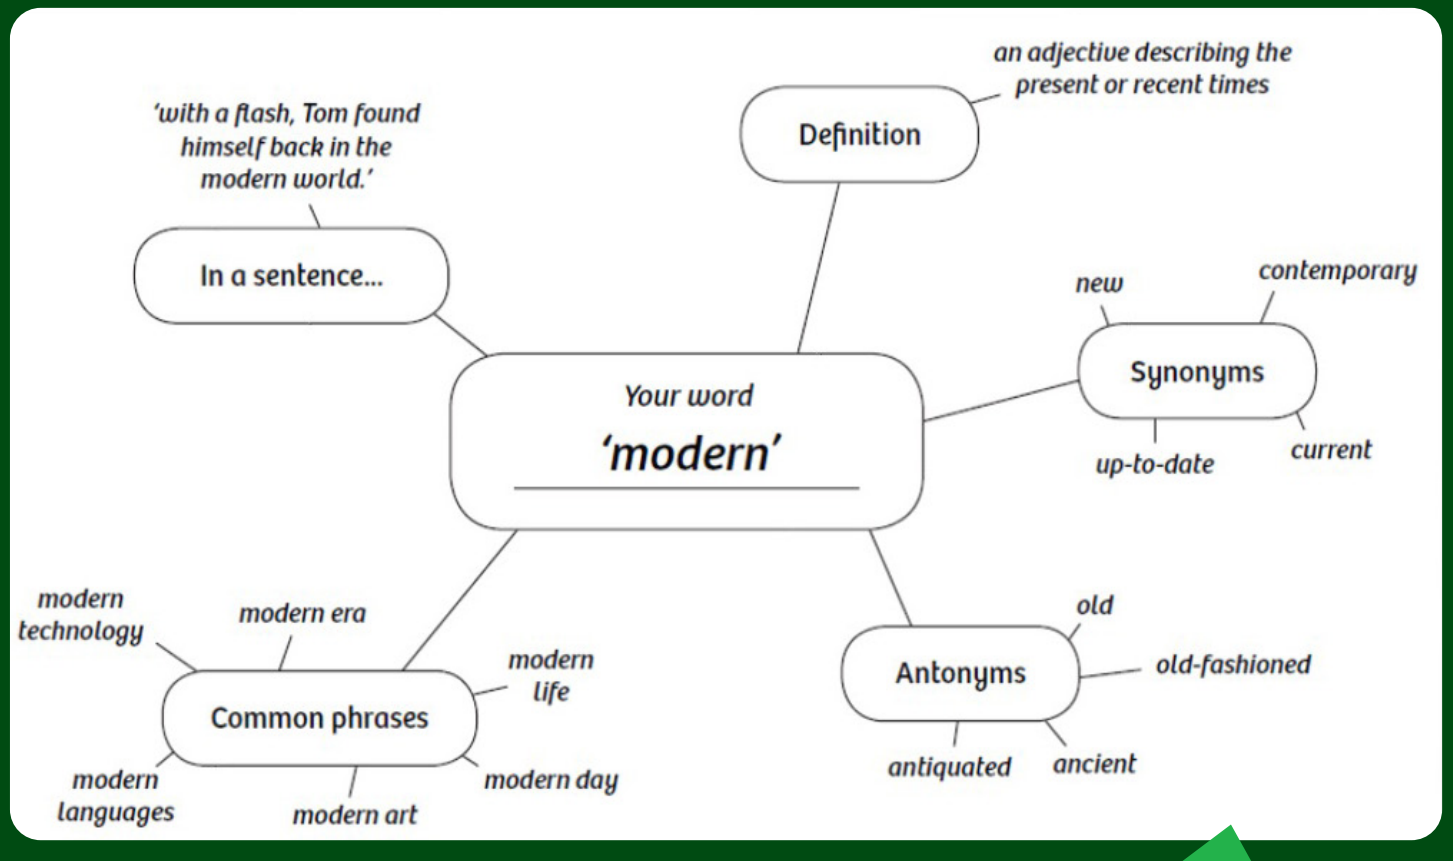 an adjective describing the
present or recent times
Definition
‘with a flash, Tom found
himself back in the
modern world.’
In a sentence...
new
contemporary
Synonyms
up-to-date
current
Your word
‘modern’
modern
technology
modern era
modern
life
Common phrases
modern
languages
modern art
modern day
old
old-fashioned
Antonyms
antiquated
ancient